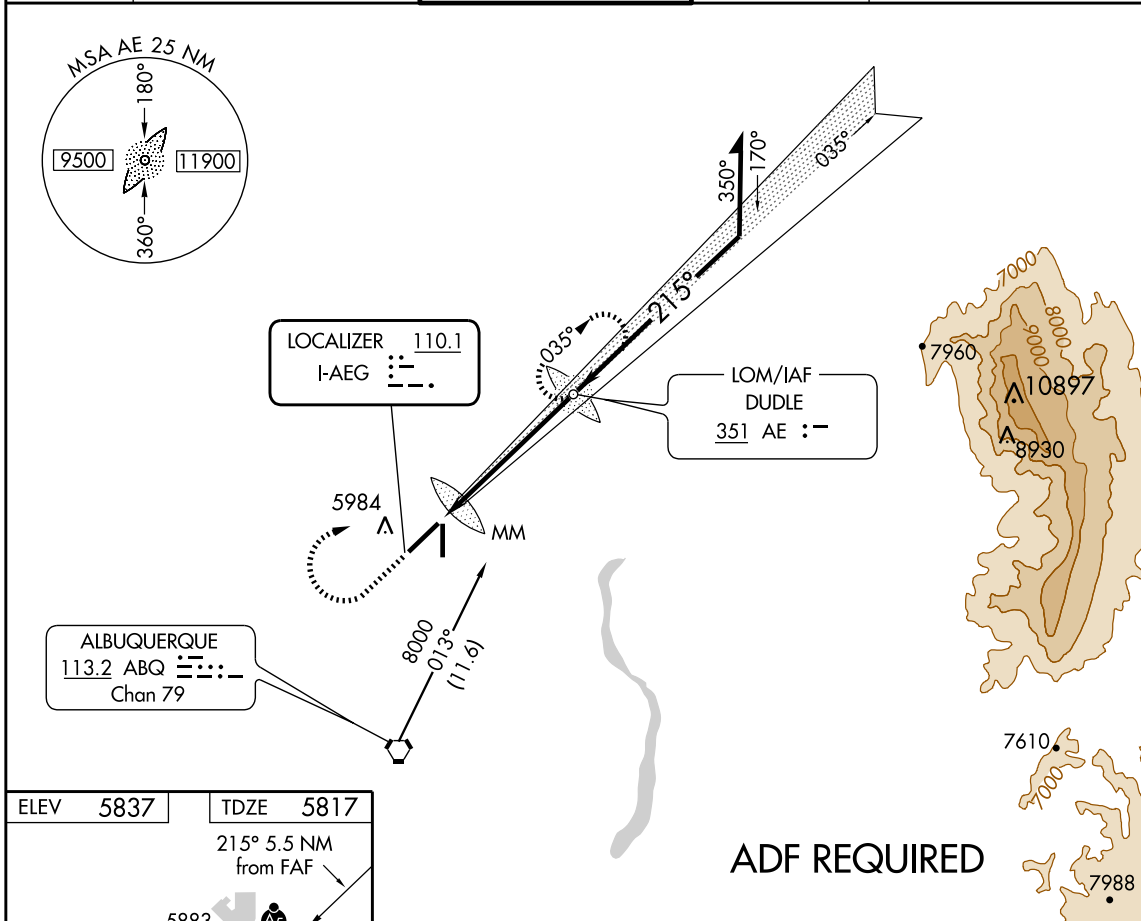 MSA AE 25 NM
180°
9500
11900
360°
350°
170°
035°
215°
035°
LOCALIZER 110.1
I-AEG
LOM/IAF
DUDLE
351 AE
7000
8000
9000
7960
10897
8930
5984
MM
8000
013°
(11.6)
ALBUQUERQUE
113.2 ABQ
Chan 79
7610
7000
7988
ELEV 5837
TDZE 5817
215° 5.5 NM
from FAF
ADF REQUIRED